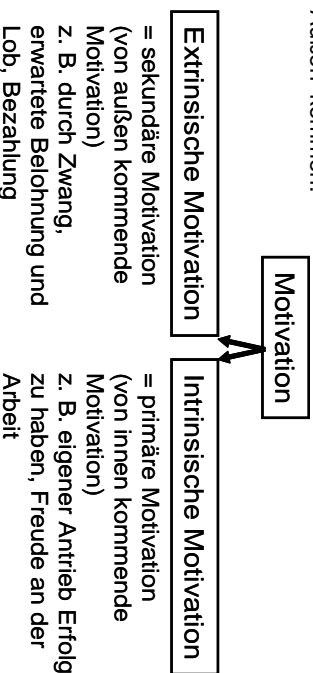 Motivation
Extrinsische Motivation
= sekundäre Motivation
(von außen kommende
Motivation)
z. B. durch Zwang,
erwartete Belohnung und
Lob, Bezahlung
Intrinsische Motivation
= primäre Motivation
(von innen kommende
Motivation)
z. B. eigener Antrieb Erfolg
zu haben, Freude an der
Arbeit